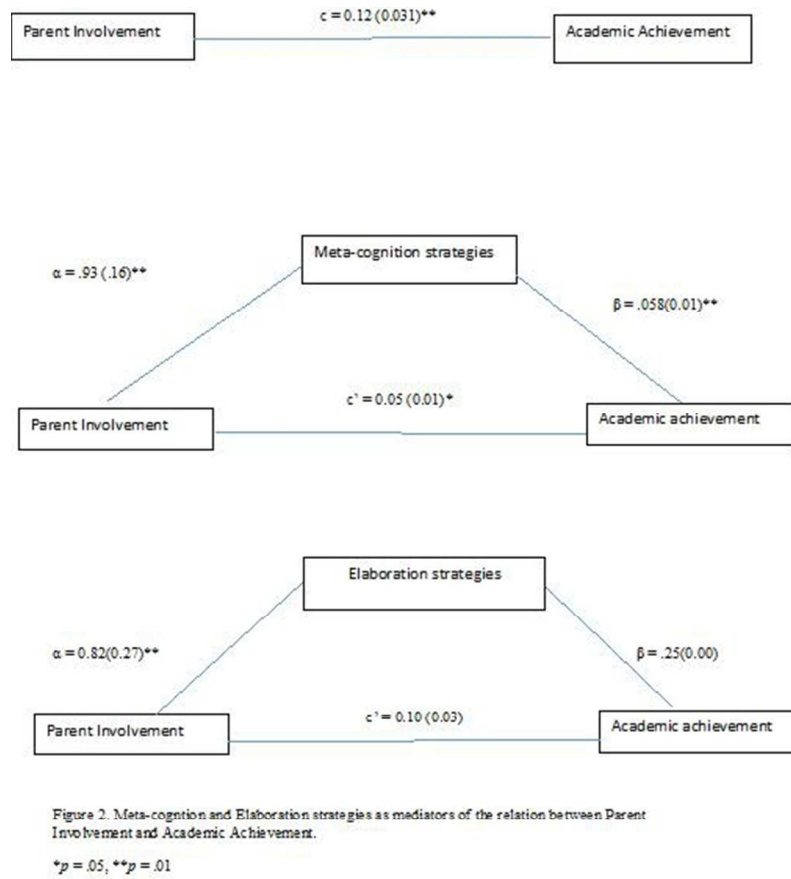 c = 0.12 (0.031)**
Parent Involvement
Academic Achievement
Meta-cognition strategies
α = .93 (.16)**
β = .058(0.01)**
c’ = 0.05 (0.01)*
Parent Involvement
Academic achievement
Elaboration strategies
α = 0.82(0.27)**
β = .25(0.00)
c’ = 0.10 (0.03)
Parent Involvement
Academic achievement
Figure 2. Meta-cogntion and Elaboration strategies as mediators of the relation between Parent
Involvement and Academic Achievement.
*p = .05, **p = .01